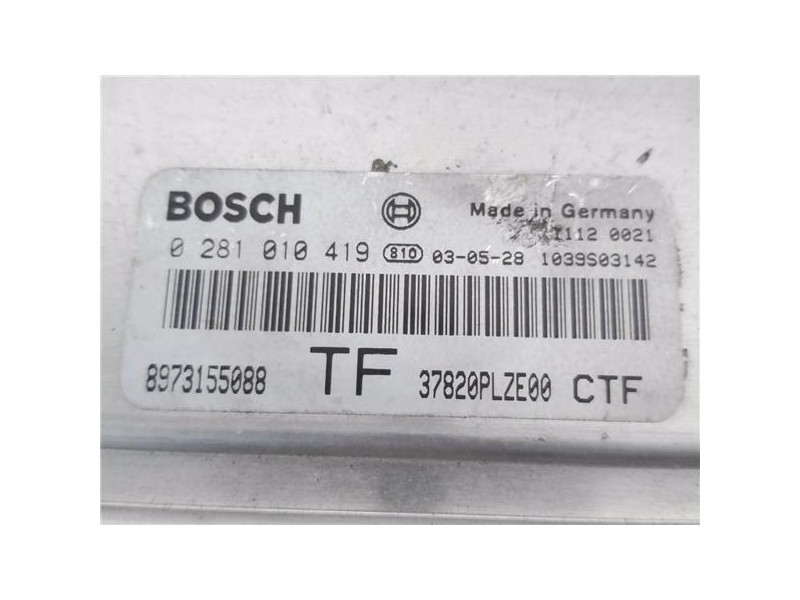 BOSCH Made in Germany
1112 0021
0 281 010 419 810 03-05-28 1039S03142
8973155088 TF 37820PLZE00 CTF